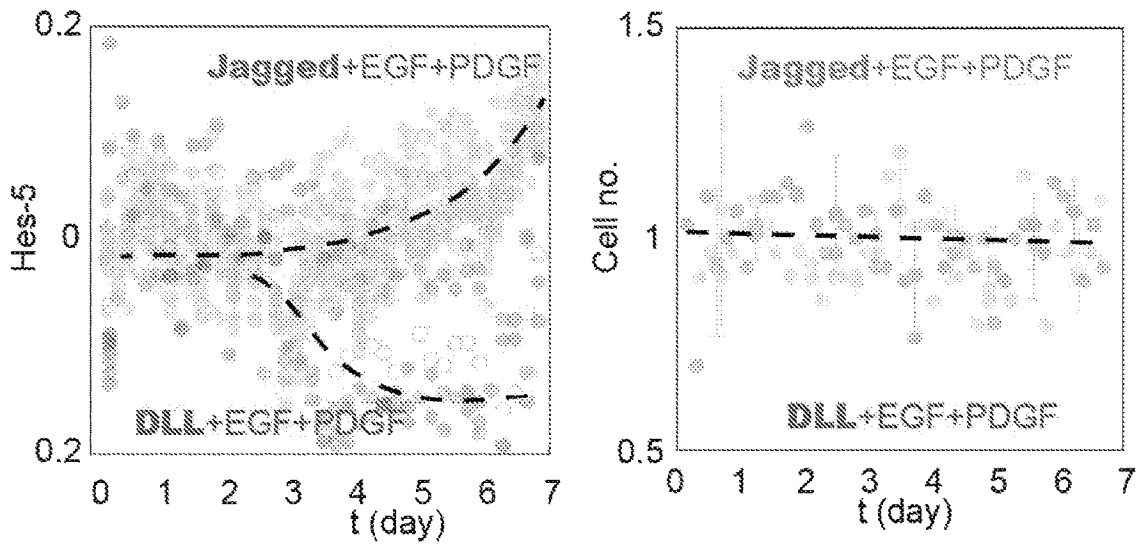 0.2
Jagged+EGF+PDGF
Hes-5
0
DLL+EGF+PDGF
0.2
0 1 2 3 4 5 6 7
t (day)
1.5
Jagged+EGF+PDGF
Cell no.
1
DLL+EGF+PDGF
0.5
0 1 2 3 4 5 6 7
t (day)